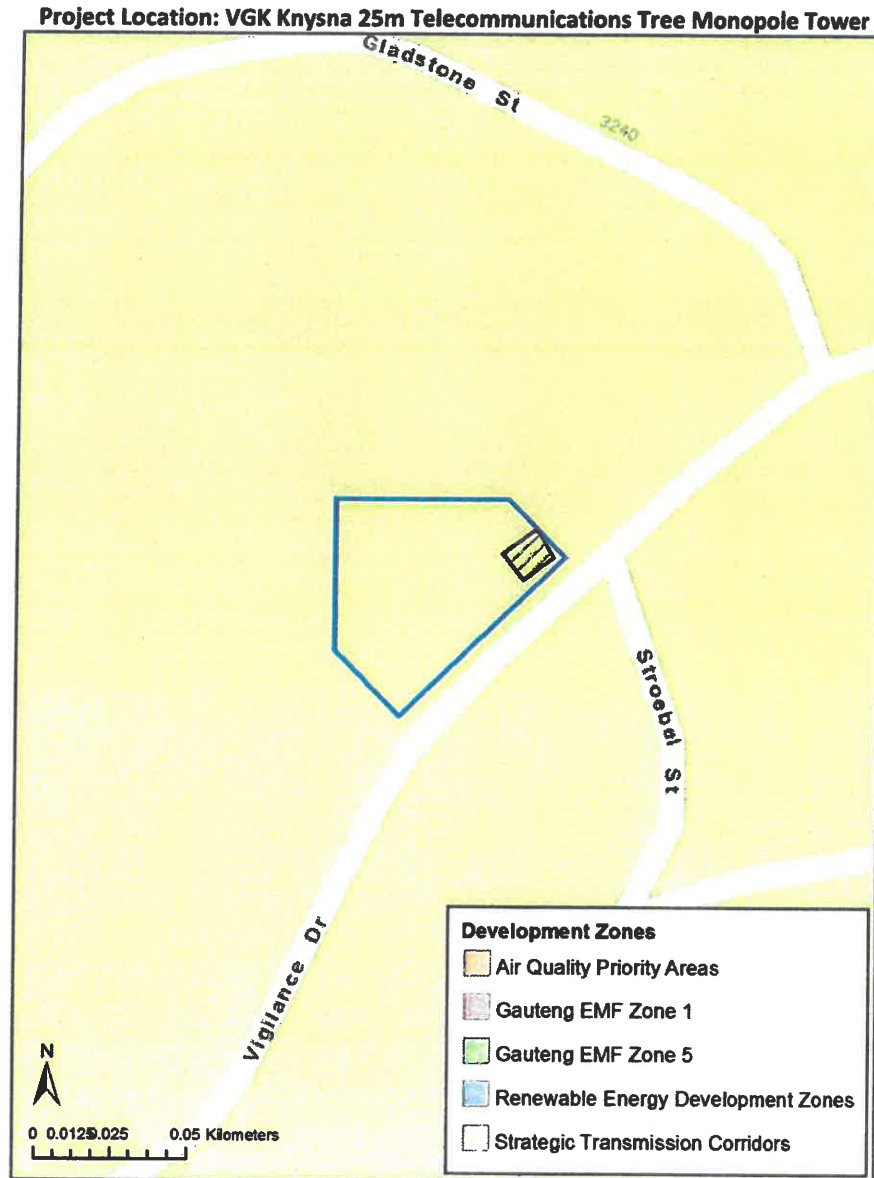 Project Location: VGK Knysna 25m Telecommunications Tree Monopole Tower
Gladstone St
3240
Stroebel St
Vigilance Dr
Development Zones
Air Quality Priority Areas
Gauteng EMF Zone 1
Gauteng EMF Zone 5
Renewable Energy Development Zones
Strategic Transmission Corridors
N
0 0.0125 0.025 0.05 Kilometers